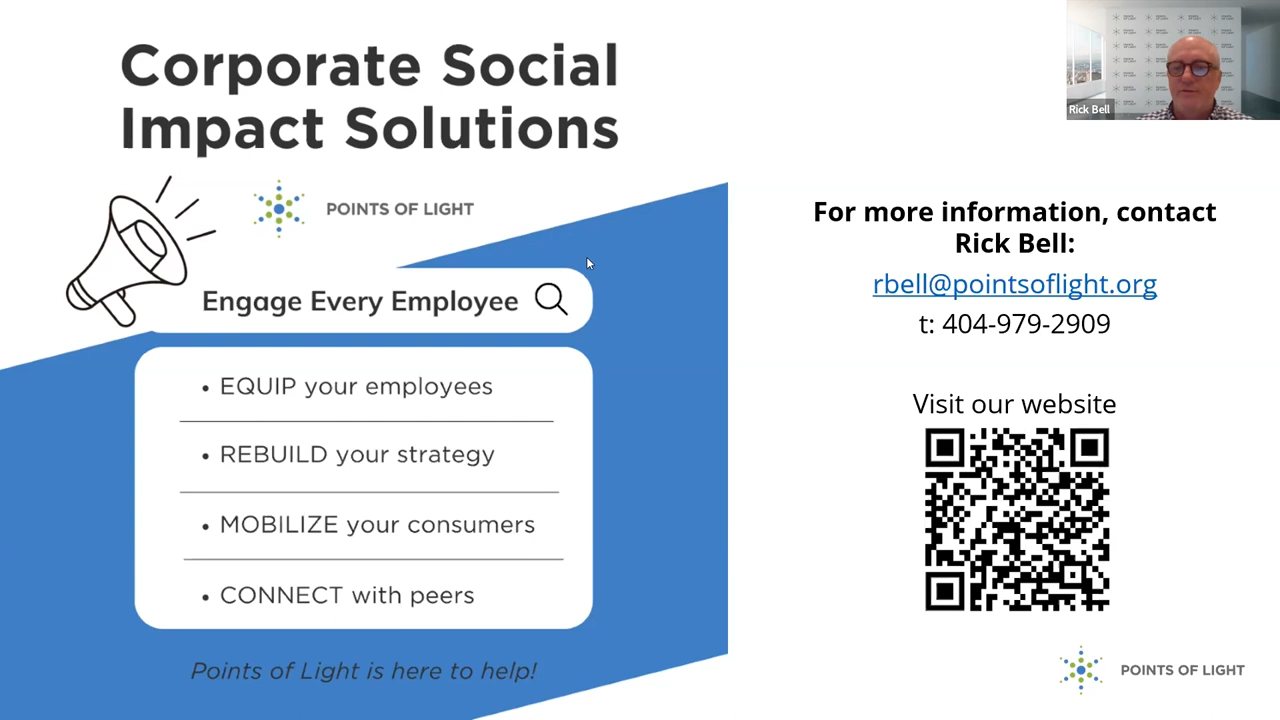 Corporate Social
Impact Solutions
POINTS OF LIGHT
Engage Every Employee
• EQUIP your employees
• REBUILD your strategy
• MOBILIZE your consumers
• CONNECT with peers
Points of Light is here to help!
Rick Bell
For more information, contact
Rick Bell:
rbell@pointsoflight.org
t: 404-979-2909
Visit our website
POINTS OF LIGHT